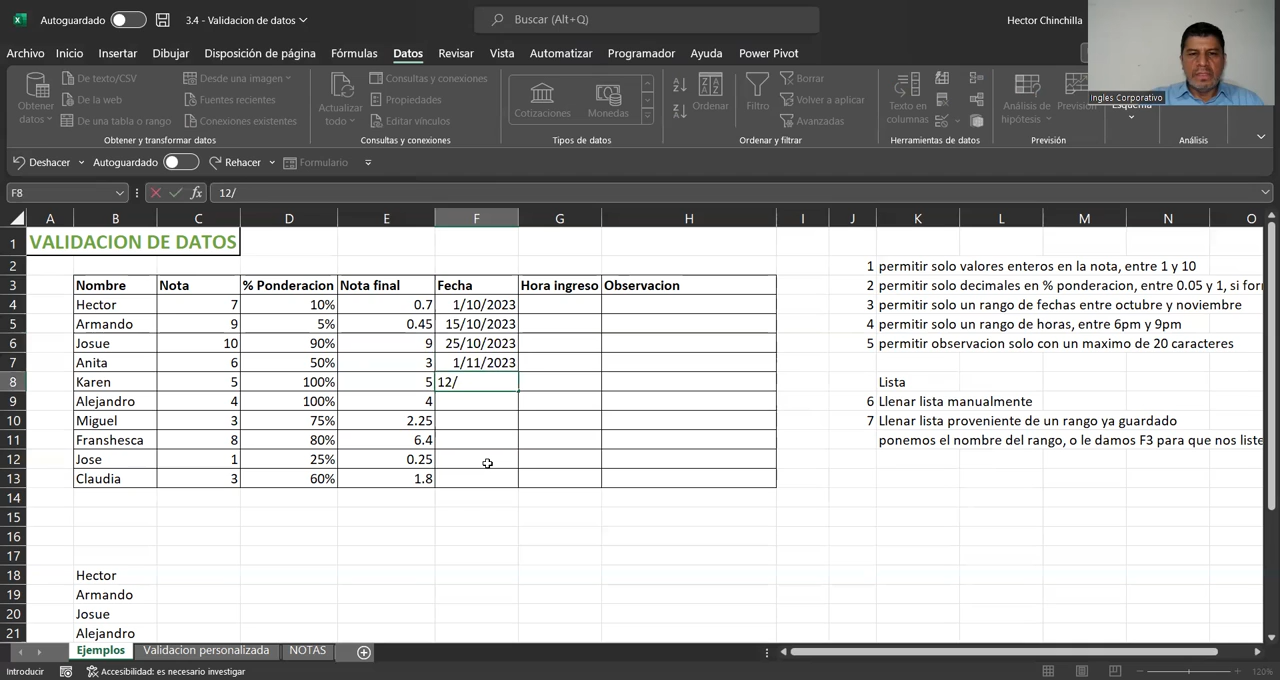 Autoguardado 3.4 - Validacion de datos Buscar (Alt+Q) Hector Chinchilla
Archivo Inicio Insertar Dibujar Disposición de página Fórmulas Datos Revisar Vista Automatizar Programador Ayuda Power Pivot
Obtener datos
De texto/CSV
De la web
De una tabla o rango
Desde una imagen
Fuentes recientes
Conexiones existentes
Obtener y transformar datos
Actualizar todo
Consultas y conexiones
Propiedades
Editar vínculos
Consultas y conexiones
Cotizaciones
Monedas
Tipos de datos
Ordenar
Filtro
Borrar
Volver a aplicar
Avanzadas
Ordenar y filtrar
Texto en columnas
Herramientas de datos
Análisis de hipótesis
Previsión
Esquema
Análisis
Ingles Corporativo
Deshacer Autoguardado Rehacer Formulario
F8 fx 12/
A B C D E F G H I J K L M N O
1 VALIDACION DE DATOS
2 1 permitir solo valores enteros en la nota, entre 1 y 10
3 Nombre Nota % Ponderacion Nota final Fecha Hora ingreso Observacion 2 permitir solo decimales en % ponderacion, entre 0.05 y 1, si for
4 Hector 7 10% 0.7 1/10/2023 3 permitir solo un rango de fechas entre octubre y noviembre
5 Armando 9 5% 0.45 15/10/2023 4 permitir solo un rango de horas, entre 6pm y 9pm
6 Josue 10 90% 9 25/10/2023 5 permitir observacion solo con un maximo de 20 caracteres
7 Anita 6 50% 3 1/11/2023
8 Karen 5 100% 5 12/ Lista
9 Alejandro 4 100% 4 6 Llenar lista manualmente
10 Miguel 3 75% 2.25 7 Llenar lista proveniente de un rango ya guardado
11 Franshesca 8 80% 6.4 ponemos el nombre del rango, o le damos F3 para que nos liste
12 Jose 1 25% 0.25
13 Claudia 3 60% 1.8
14
15
16
17
18 Hector
19 Armando
20 Josue
21 Alejandro
Ejemplos Validacion personalizada NOTAS
Introducir Accesibilidad: es necesario investigar 120%